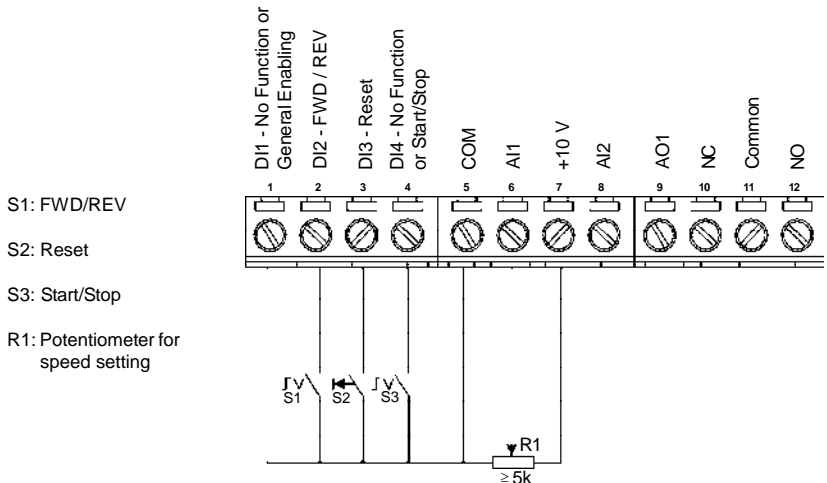 DI1 - No Function or
General Enabling
DI2 - FWD / REV
DI3 - Reset
DI4 - No Function
or Start/Stop
COM
AI1
+10 V
AI2
AO1
NC
Common
NO
1 2 3 4 5 6 7 8 9 10 11 12
S1: FWD/REV
S2: Reset
S3: Start/Stop
R1: Potentiometer for
speed setting
S1 S2 S3
R1
≥5k